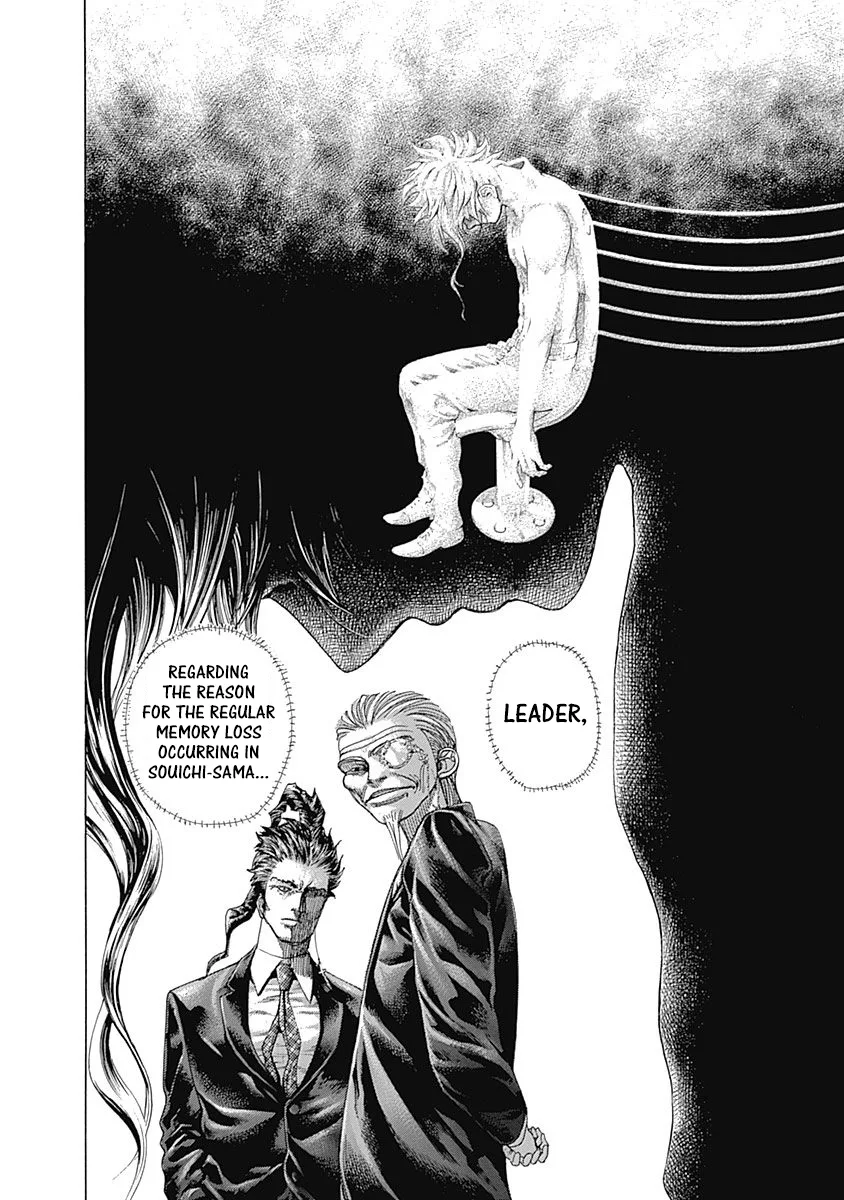 LEADER,
REGARDING
THE REASON
FOR THE REGULAR
MEMORY LOSS
OCCURRING IN
SOUICHI-SAMA...